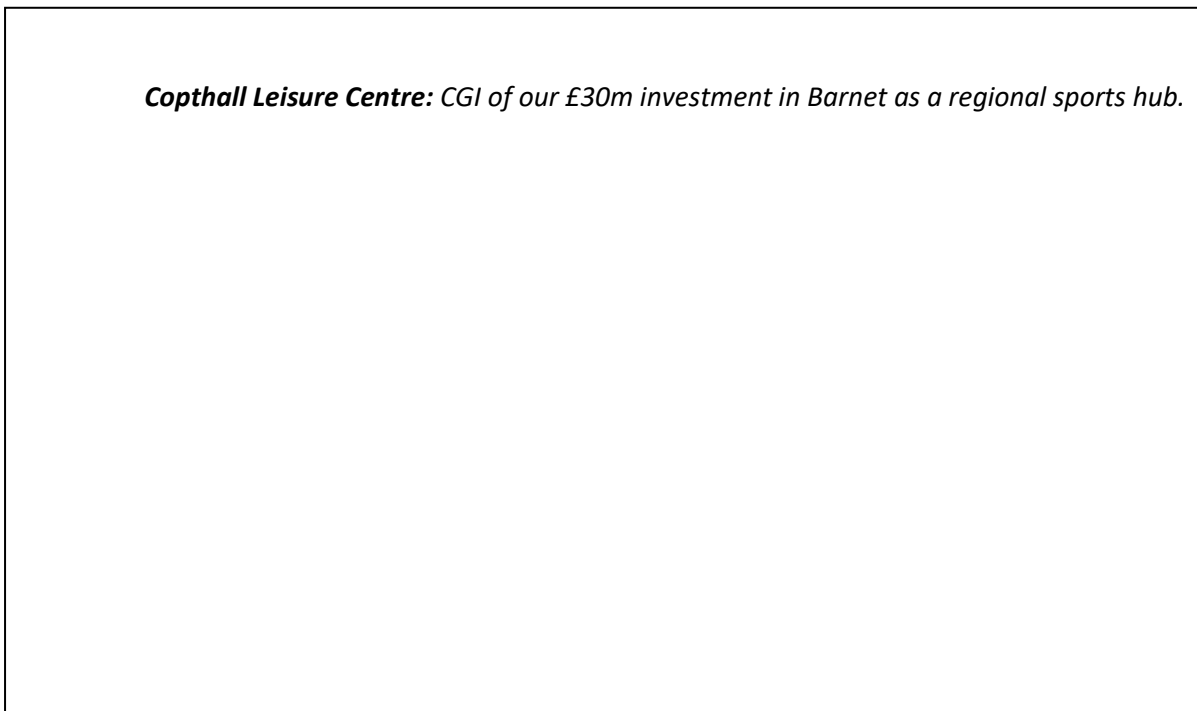 Copthall Leisure Centre: CGI of our £30m investment in Barnet as a regional sports hub.